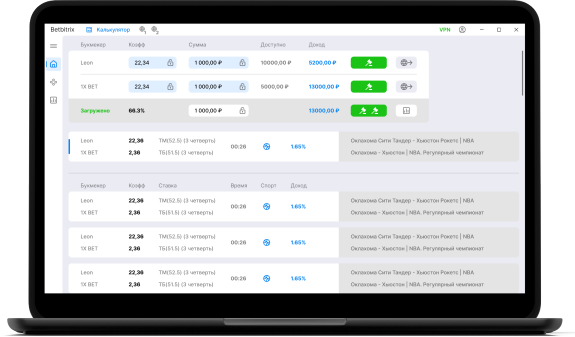 Betbitrix Калькулятор VPN
Букмекер Коэфф Сумма Доступно Доход
Leon 22,34 1 000,00 ₽ 10000,00 ₽ 5200,00 ₽
1X BET 22,34 1 000,00 ₽ 5000,00 ₽ 13000,00 ₽
Загружено 66.3% 1 000,00 ₽ 13000,00 ₽
Leon 22,36 ТМ(52.5) (3 четверть) Оклахома Сити Тандер - Хьюстон Рокетс | NBA
00:26 1.65%
1X BET 2,36 ТБ(51.5) (3 четверть) Оклахома - Хьюстон | NBA. Регулярный чемпионат
Букмекер Коэфф Ставка Время Спорт Доход
Leon 22,36 ТМ(52.5) (3 четверть) Оклахома Сити Тандер - Хьюстон Рокетс | NBA
00:26 1.65%
1X BET 2,36 ТБ(51.5) (3 четверть) Оклахома - Хьюстон | NBA. Регулярный чемпионат
Leon 22,36 ТМ(52.5) (3 четверть) Оклахома Сити Тандер - Хьюстон Рокетс | NBA
00:26 1.65%
1X BET 2,36 ТБ(51.5) (3 четверть) Оклахома - Хьюстон | NBA. Регулярный чемпионат
Leon 22,36 ТМ(52.5) (3 четверть) Оклахома Сити Тандер - Хьюстон Рокетс | NBA
00:26 1.65%
1X BET 2,36 ТБ(51.5) (3 четверть) Оклахома - Хьюстон | NBA. Регулярный чемпионат